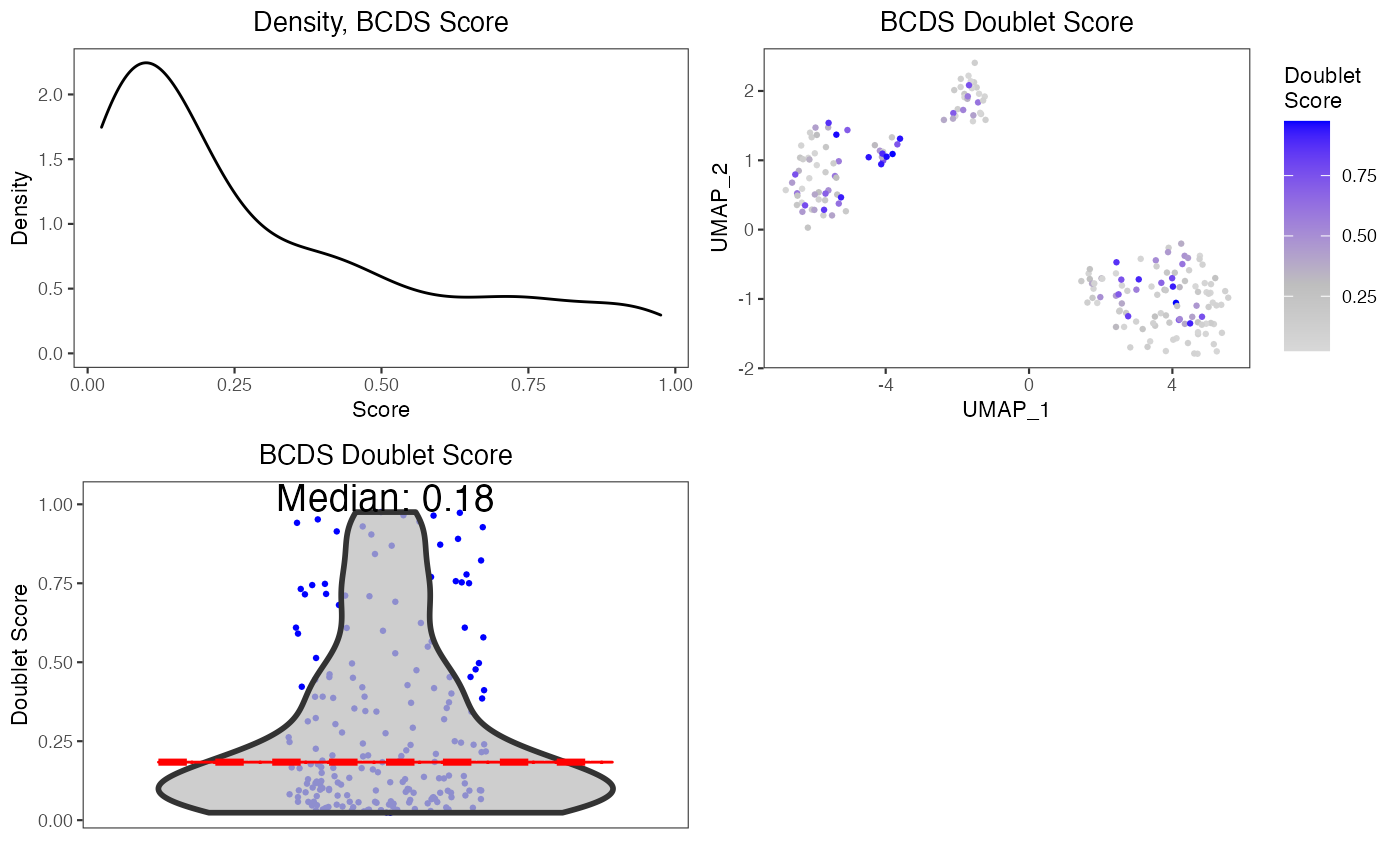 Density, BCDS Score
2.0
1.5
1.0
0.5
0.0
Density
0.00
0.25
0.50
0.75
1.00
Score
BCDS Doublet Score
2
1
0
-1
-2
UMAP_2
-4
0
4
UMAP_1
Doublet
Score
0.75
0.50
0.25
BCDS Doublet Score
Median: 0.18
1.00
0.75
0.50
0.25
0.00
Doublet Score